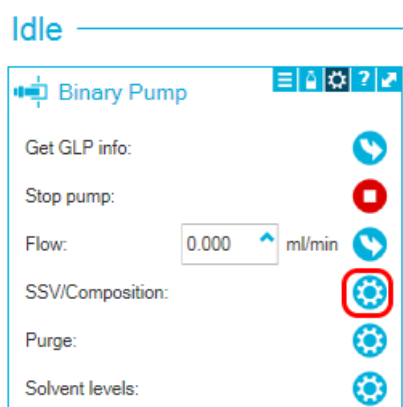 Idle
Binary Pump ?
Get GLP info:
Stop pump:
Flow: 0.000 ml/min
SSV/Composition:
Purge:
Solvent levels: